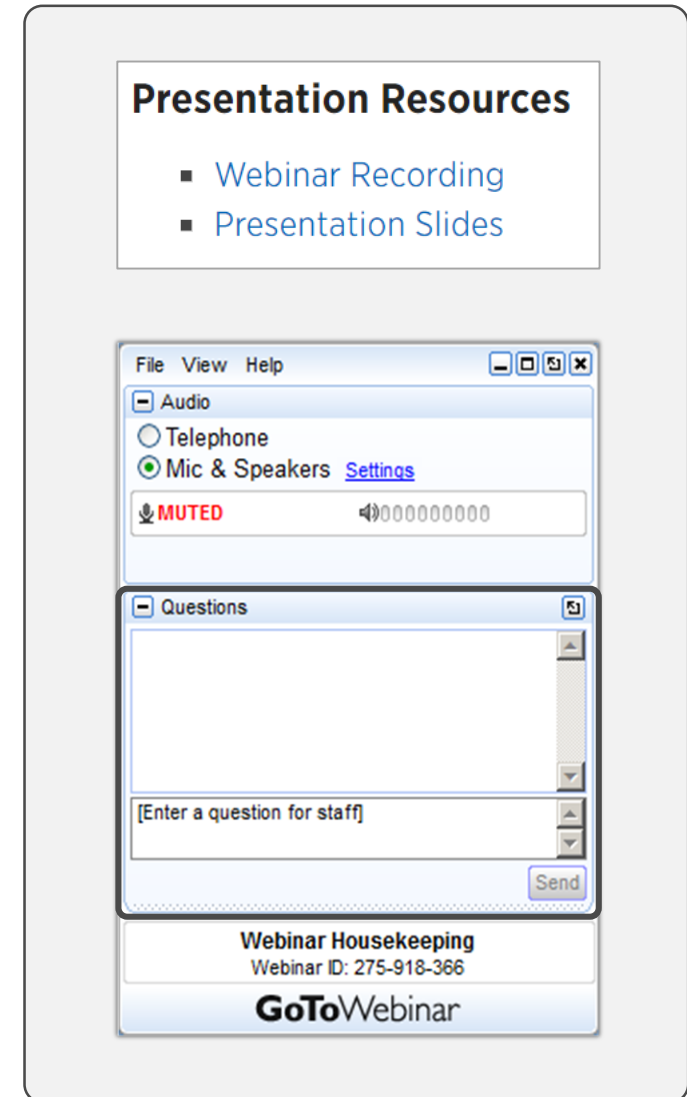 Presentation Resources
▪ Webinar Recording
▪ Presentation Slides
File View Help
Audio
Telephone
Mic & Speakers Settings
MUTED 000000000
Questions
[Enter a question for staff]
Send
Webinar Housekeeping
Webinar ID: 275-918-366
GoToWebinar